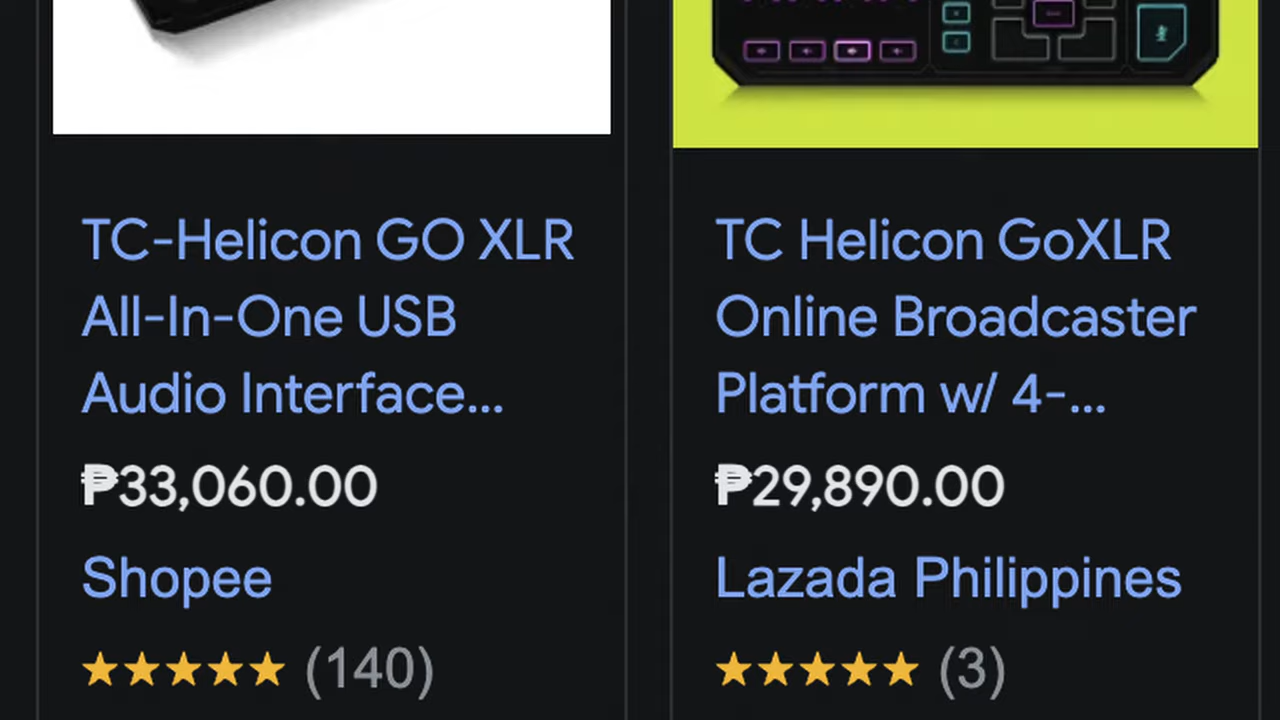 TC-Helicon GO XLR
All-In-One USB
Audio Interface...
₱33,060.00
Shopee
★★★★★ (140)
TC Helicon GoXLR
Online Broadcaster
Platform w/ 4-...
₱29,890.00
Lazada Philippines
★★★★★ (3)